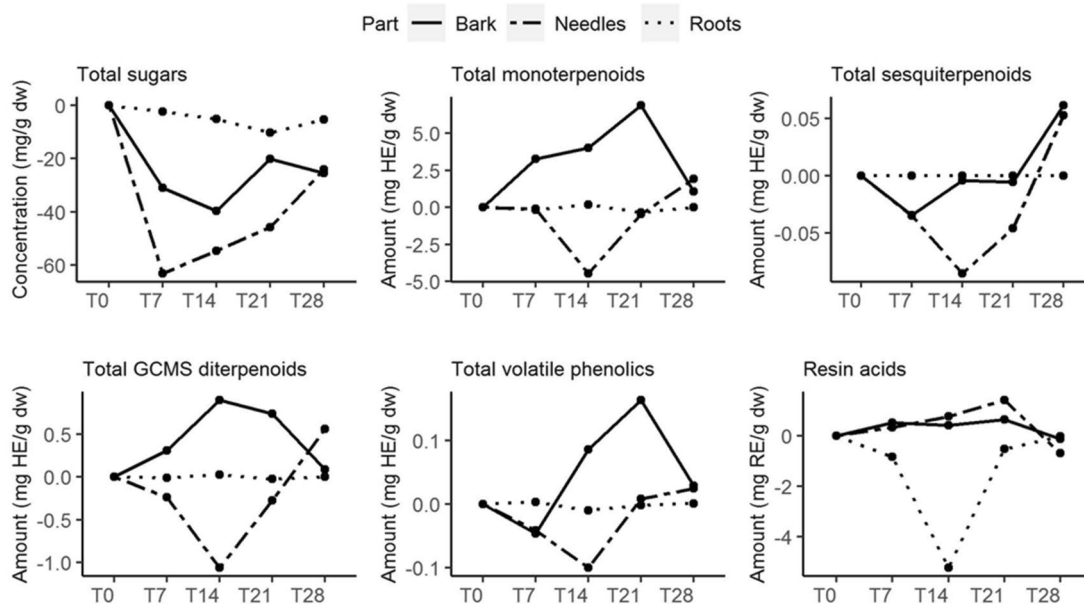 Part Bark Needles Roots
Total sugars
Concentration (mg/g dw)
0
-20
-40
-60
T0 T7 T14 T21 T28
Total monoterpenoids
Amount (mg HE/g dw)
5.0
2.5
0.0
-2.5
-5.0
T0 T7 T14 T21 T28
Total sesquiterpenoids
Amount (mg HE/g dw)
0.05
0.00
-0.05
T0 T7 T14 T21 T28
Total GCMS diterpenoids
Amount (mg HE/g dw)
0.5
0.0
-0.5
-1.0
T0 T7 T14 T21 T28
Total volatile phenolics
Amount (mg HE/g dw)
0.1
0.0
-0.1
T0 T7 T14 T21 T28
Resin acids
Amount (mg RE/g dw)
0
-2
-4
T0 T7 T14 T21 T28